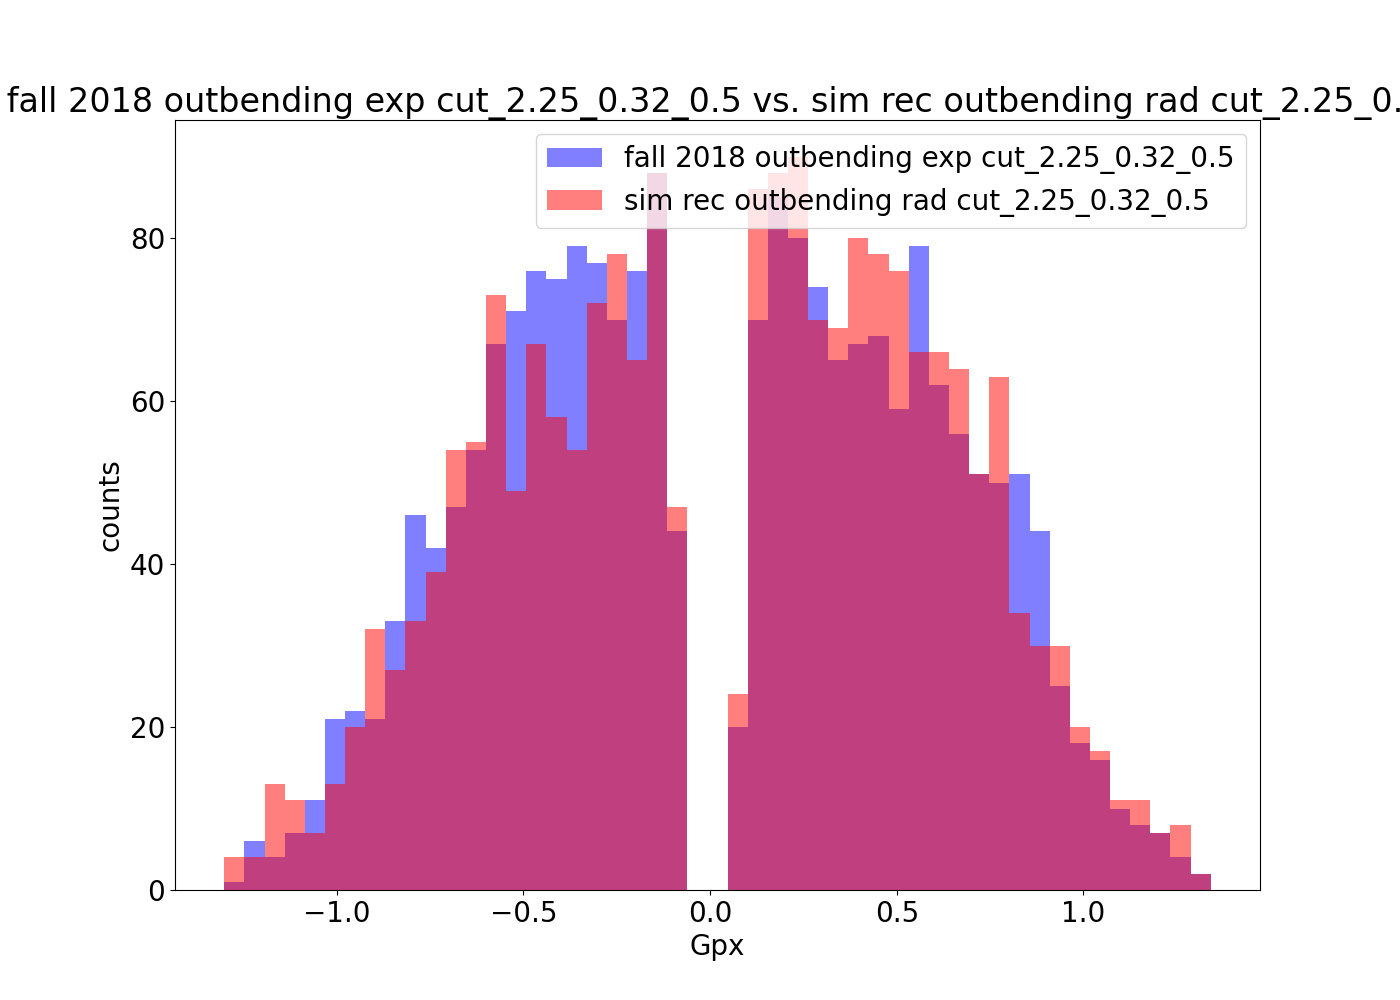 fall 2018 outbending exp cut_2.25_0.32_0.5 vs. sim rec outbending rad cut_2.25_0.
fall 2018 outbending exp cut_2.25_0.32_0.5
sim rec outbending rad cut_2.25_0.32_0.5
80
60
40
20
0
counts
−1.0 −0.5 0.0 0.5 1.0
Gpx